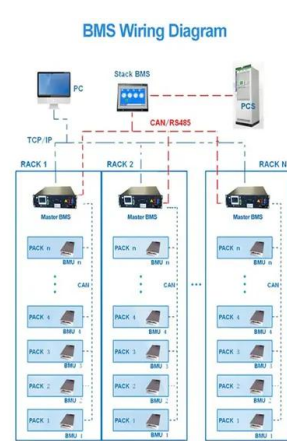 BMS Wiring Diagram
PC
Stack BMS
PCS
CAN/RS485
TCP/IP
RACK 1
RACK 2
RACK N
Master BMS
Master BMS
Master BMS
PACK n
PACK n
PACK n
BMU n
BMU n
BMU n
CAN
CAN
CAN
PACK 4
PACK 4
PACK 4
BMU 4
BMU 4
BMU 4
PACK 3
PACK 3
PACK 3
BMU 3
BMU 3
BMU 3
PACK 2
PACK 2
PACK 2
BMU 2
BMU 2
BMU 2
PACK 1
PACK 1
PACK 1
BMU 1
BMU 1
BMU 1